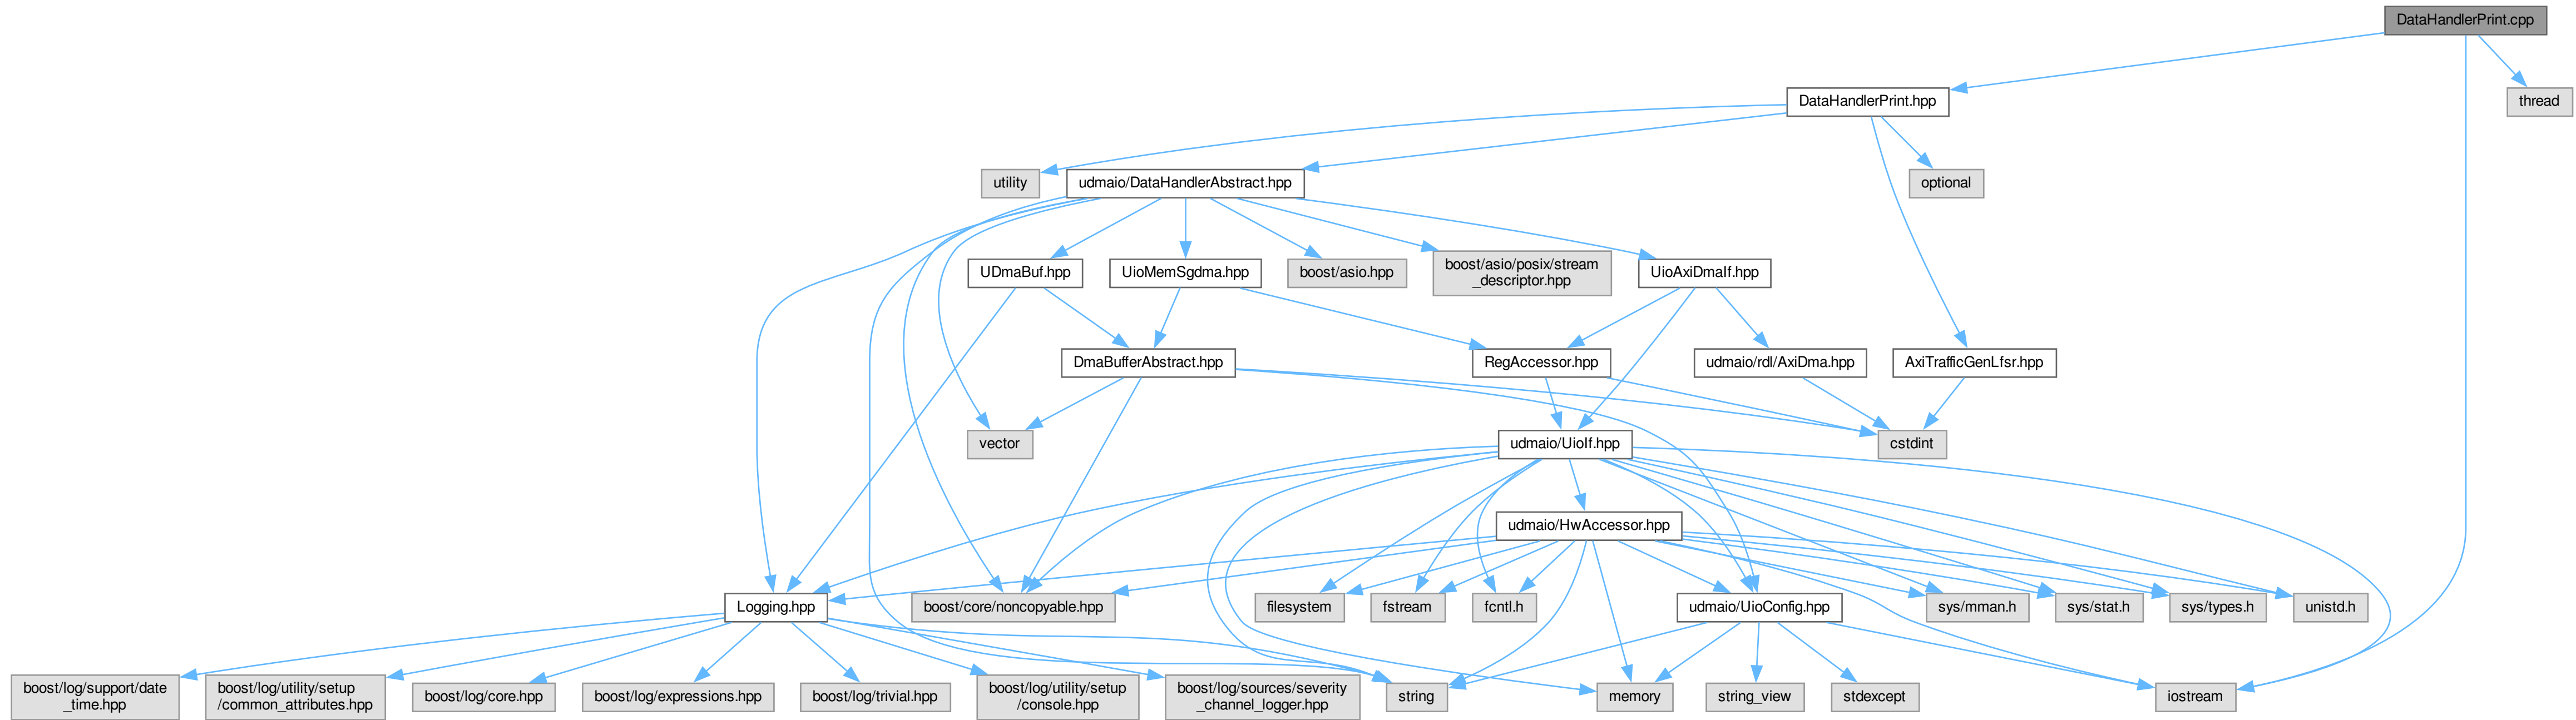 DataHandlerPrint.cpp
DataHandlerPrint.hpp
thread
utility
udmaio/DataHandlerAbstract.hpp
optional
UDmaBuf.hpp
UioMemSgdma.hpp
boost/asio.hpp
boost/asio/posix/stream
_descriptor.hpp
UioAxiDmaIf.hpp
DmaBufferAbstract.hpp
RegAccessor.hpp
udmaio/rdl/AxiDma.hpp
AxiTrafficGenLfsr.hpp
vector
udmaio/UioIf.hpp
cstdint
udmaio/HwAccessor.hpp
Logging.hpp
boost/core/noncopyable.hpp
filesystem
fstream
fcntl.h
udmaio/UioConfig.hpp
sys/mman.h
sys/stat.h
sys/types.h
unistd.h
boost/log/support/date
_time.hpp
boost/log/utility/setup
/common_attributes.hpp
boost/log/core.hpp
boost/log/expressions.hpp
boost/log/trivial.hpp
boost/log/utility/setup
/console.hpp
boost/log/sources/severity
_channel_logger.hpp
string
memory
string_view
stdexcept
iostream